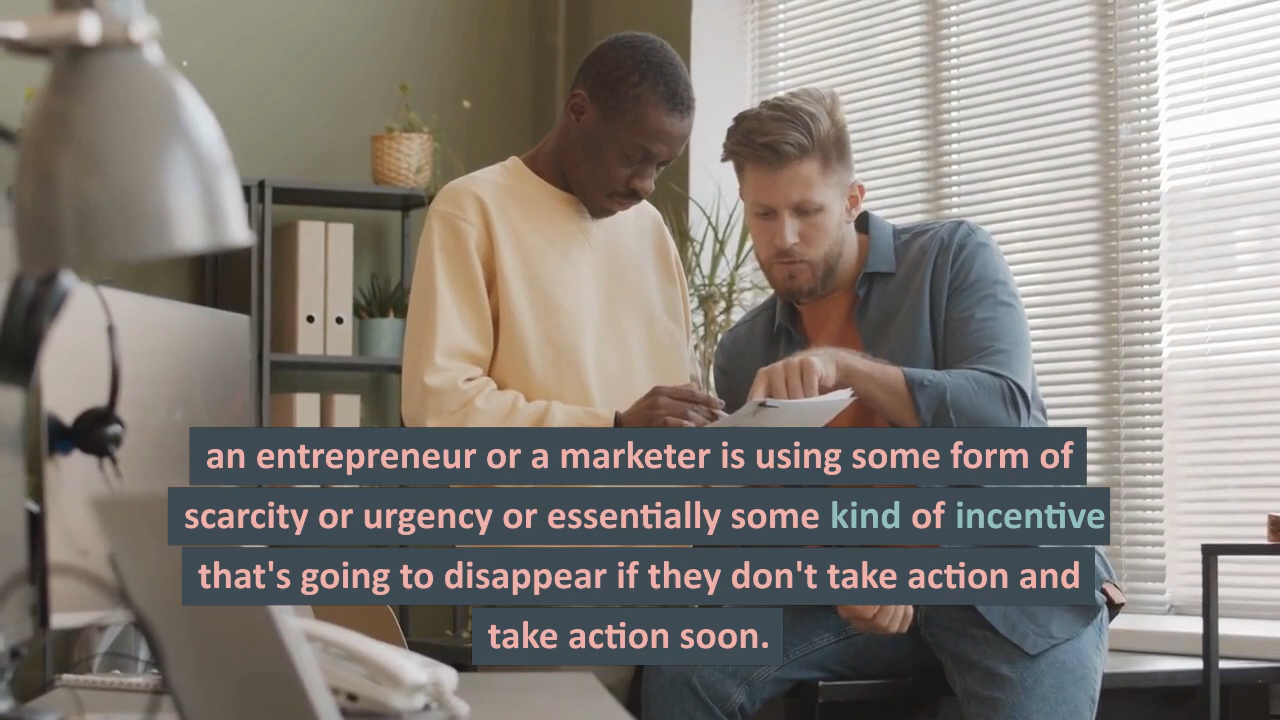 an entrepreneur or a marketer is using some form of
scarcity or urgency or essentially some kind of incentive
that's going to disappear if they don't take action and
take action soon.